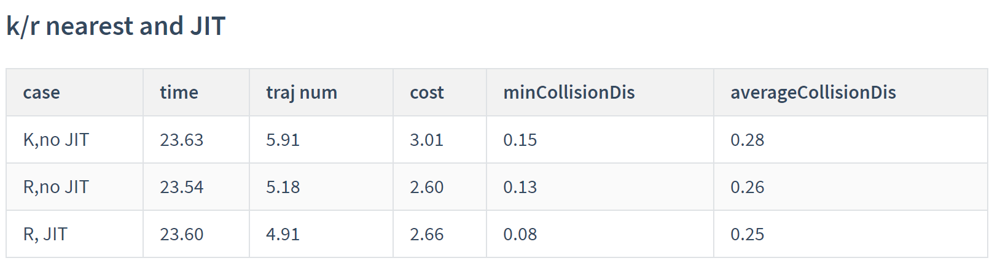 k/r nearest and JIT
case time traj num cost minCollisionDis averageCollisionDis
K,no JIT 23.63 5.91 3.01 0.15 0.28
R,no JIT 23.54 5.18 2.60 0.13 0.26
R, JIT 23.60 4.91 2.66 0.08 0.25